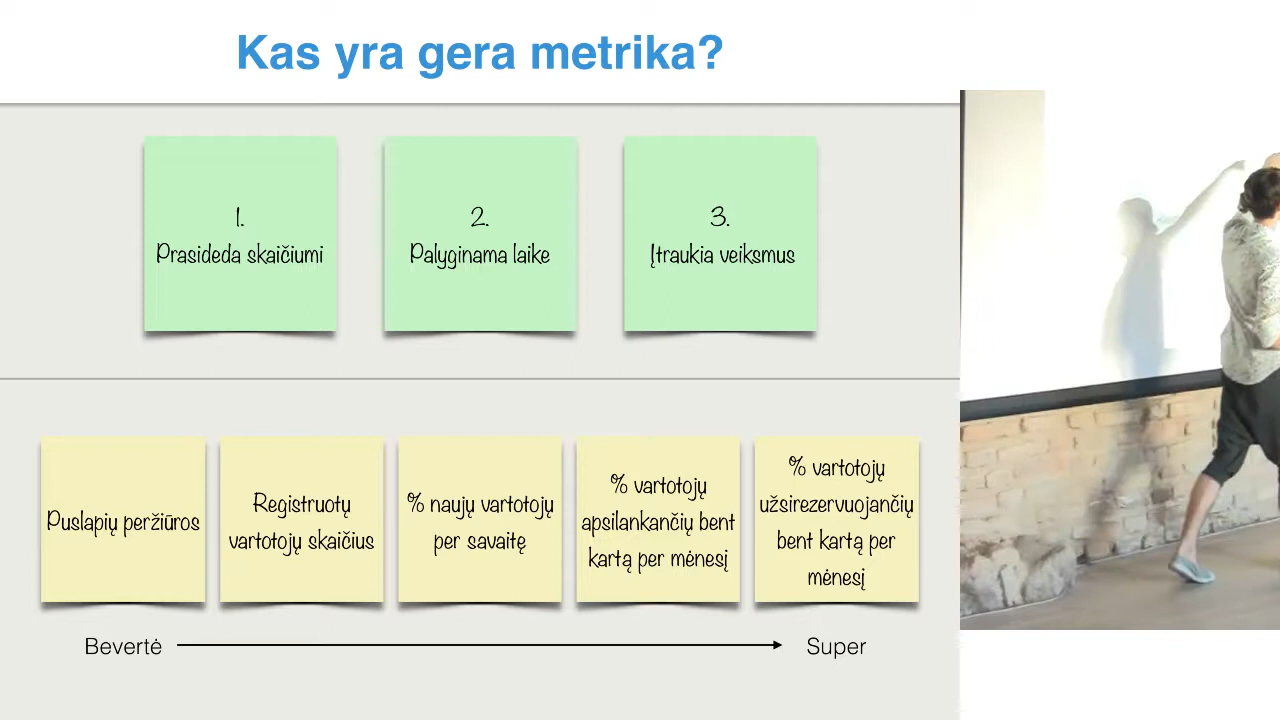 Kas yra gera metrika?
1.
Prasideda skaičiumi
2.
Palyginama laike
3.
Įtraukia veiksmus
Puslapių peržiūros
Registruotų
vartotojų skaičius
% naujų vartotojų
per savaitę
% vartotojų
apsilankančių bent
kartą per mėnesį
% vartotojų
užsirezervuojančių
bent kartą per
mėnesį
Bevertė
Super